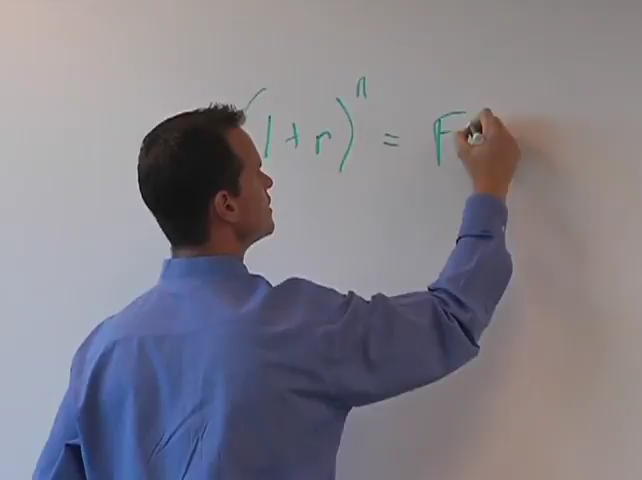 (1 + r)ⁿ = F